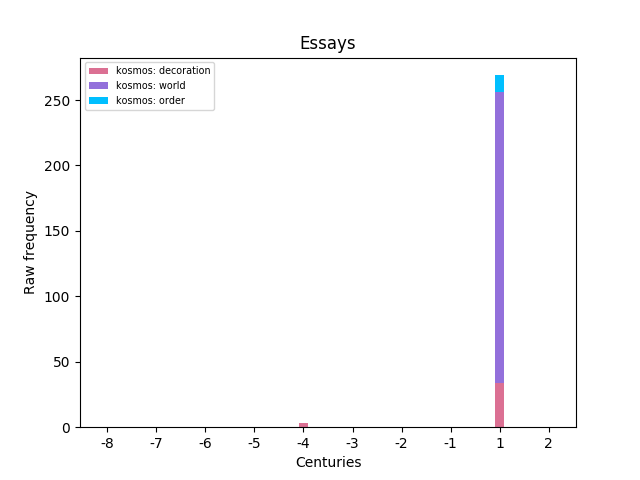 Essays
kosmos: decoration
kosmos: world
kosmos: order
Raw frequency
250
200
150
100
50
0
-8 -7 -6 -5 -4 -3 -2 -1 1 2
Centuries